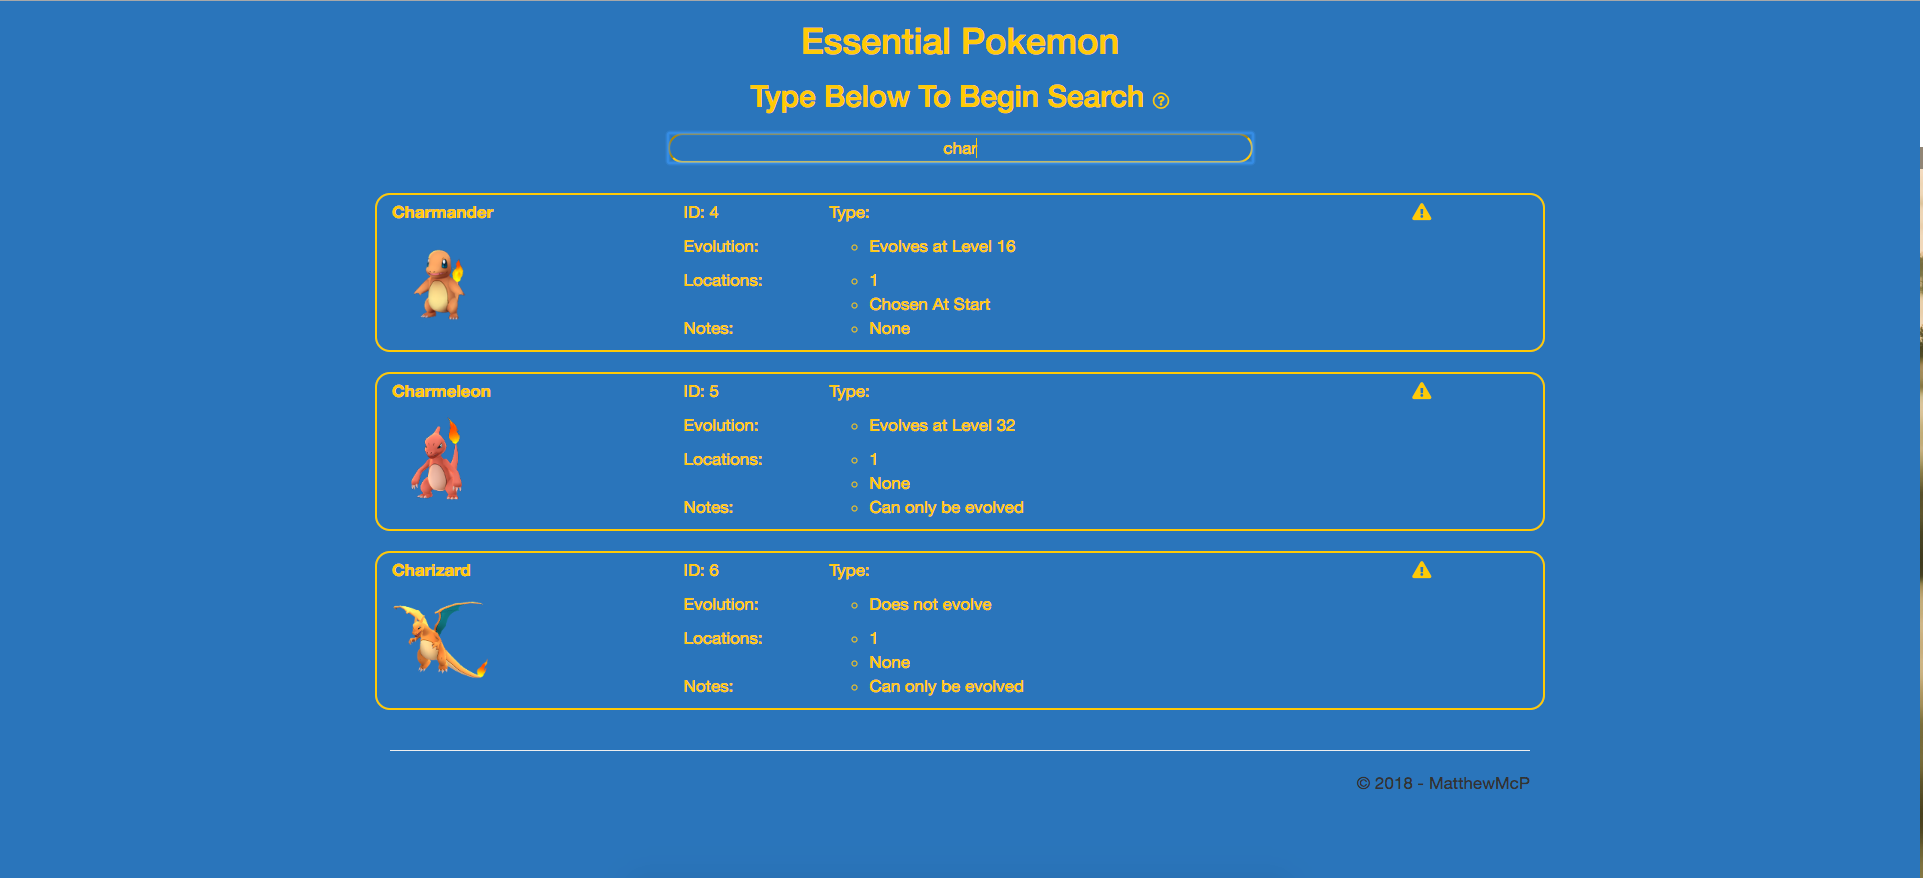 Essential Pokemon
Type Below To Begin Search
char
Charmander ID: 4 Type:
Evolution: Evolves at Level 16
Locations: 1
Chosen At Start
Notes: None
Charmeleon ID: 5 Type:
Evolution: Evolves at Level 32
Locations: 1
None
Notes: Can only be evolved
Charizard ID: 6 Type:
Evolution: Does not evolve
Locations: 1
None
Notes: Can only be evolved
© 2018 - MatthewMcP